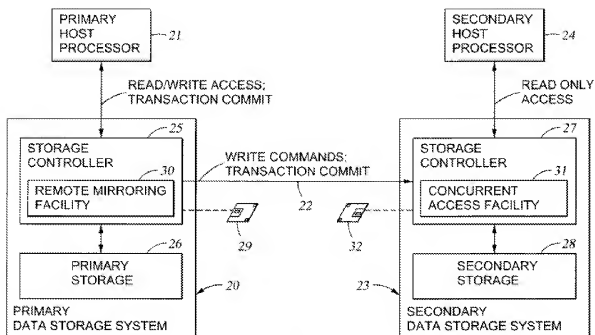 PRIMARY
HOST
PROCESSOR
21
SECONDARY
HOST
PROCESSOR
24
READ/WRITE ACCESS;
TRANSACTION COMMIT
READ ONLY
ACCESS
25
27
STORAGE
CONTROLLER
30
REMOTE MIRRORING
FACILITY
WRITE COMMANDS;
TRANSACTION COMMIT
22
STORAGE
CONTROLLER
31
CONCURRENT
ACCESS FACILITY
29
32
26
28
PRIMARY
STORAGE
SECONDARY
STORAGE
20
23
PRIMARY
DATA STORAGE SYSTEM
SECONDARY
DATA STORAGE SYSTEM